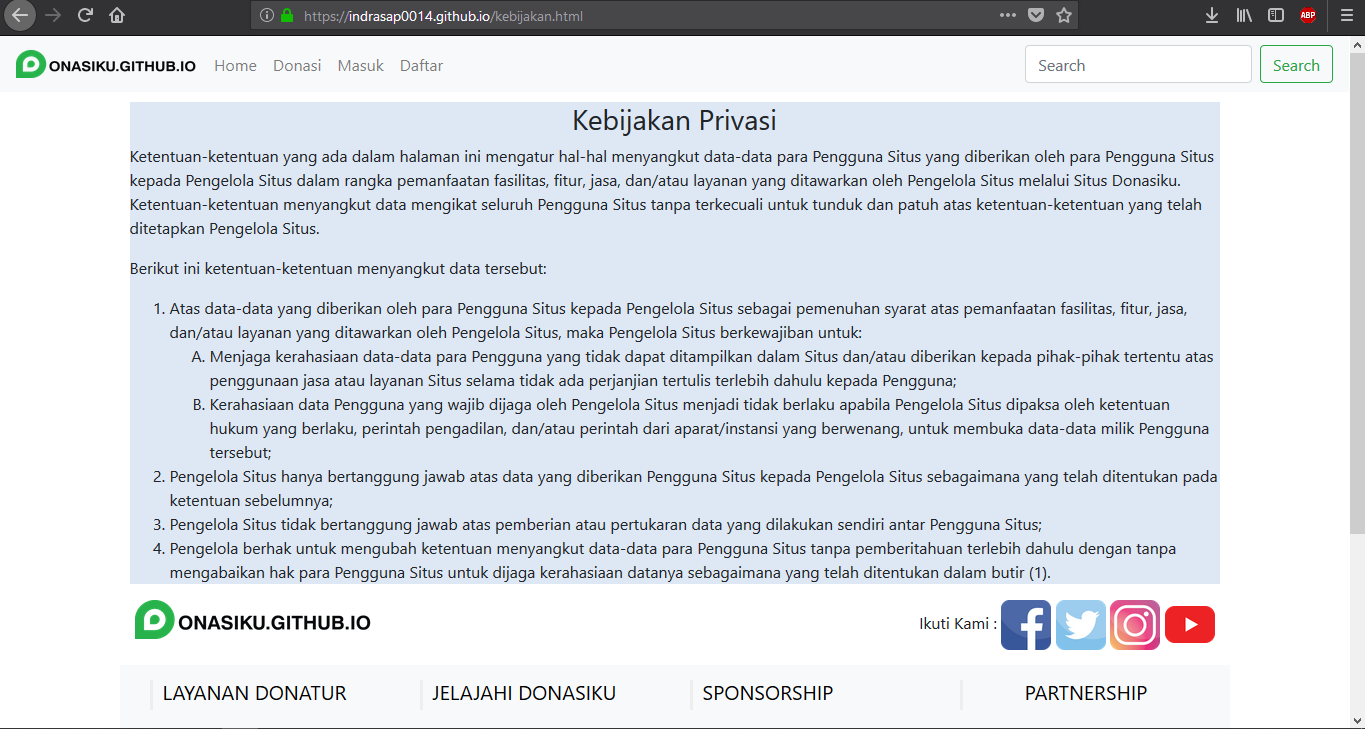 https://indrasap0014.github.io/kebijakan.html
ABP
ONASIKU.GITHUB.IO Home Donasi Masuk Daftar Search Search
Kebijakan Privasi
Ketentuan-ketentuan yang ada dalam halaman ini mengatur hal-hal menyangkut data-data para Pengguna Situs yang diberikan oleh para Pengguna Situs
kepada Pengelola Situs dalam rangka pemanfaatan fasilitas, fitur, jasa, dan/atau layanan yang ditawarkan oleh Pengelola Situs melalui Situs Donasiku.
Ketentuan-ketentuan menyangkut data mengikat seluruh Pengguna Situs tanpa terkecuali untuk tunduk dan patuh atas ketentuan-ketentuan yang telah
ditetapkan Pengelola Situs.
Berikut ini ketentuan-ketentuan menyangkut data tersebut:
1. Atas data-data yang diberikan oleh para Pengguna Situs kepada Pengelola Situs sebagai pemenuhan syarat atas pemanfaatan fasilitas, fitur, jasa,
dan/atau layanan yang ditawarkan oleh Pengelola Situs, maka Pengelola Situs berkewajiban untuk:
A. Menjaga kerahasiaan data-data para Pengguna yang tidak dapat ditampilkan dalam Situs dan/atau diberikan kepada pihak-pihak tertentu atas
penggunaan jasa atau layanan Situs selama tidak ada perjanjian tertulis terlebih dahulu kepada Pengguna;
B. Kerahasiaan data Pengguna yang wajib dijaga oleh Pengelola Situs menjadi tidak berlaku apabila Pengelola Situs dipaksa oleh ketentuan
hukum yang berlaku, perintah pengadilan, dan/atau perintah dari aparat/instansi yang berwenang, untuk membuka data-data milik Pengguna
tersebut;
2. Pengelola Situs hanya bertanggung jawab atas data yang diberikan Pengguna Situs kepada Pengelola Situs sebagaimana yang telah ditentukan pada
ketentuan sebelumnya;
3. Pengelola Situs tidak bertanggung jawab atas pemberian atau pertukaran data yang dilakukan sendiri antar Pengguna Situs;
4. Pengelola berhak untuk mengubah ketentuan menyangkut data-data para Pengguna Situs tanpa pemberitahuan terlebih dahulu dengan tanpa
mengabaikan hak para Pengguna Situs untuk dijaga kerahasiaan datanya sebagaimana yang telah ditentukan dalam butir (1).
ONASIKU.GITHUB.IO Ikuti Kami :
LAYANAN DONATUR JELAJAHI DONASIKU SPONSORSHIP PARTNERSHIP